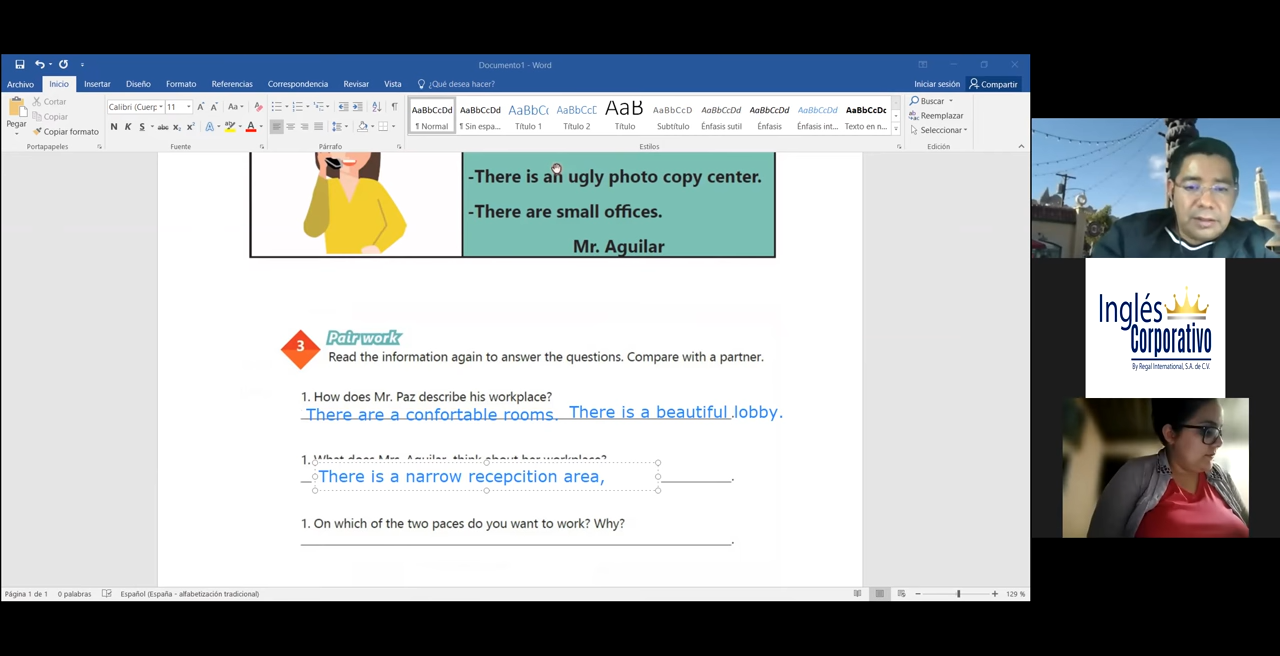 Documento1 - Word
Archivo Inicio Insertar Diseño Formato Referencias Correspondencia Revisar Vista ¿Qué desea hacer? Iniciar sesión Compartir
Pegar Cortar Copiar Copiar formato
Calibri (Cuerp 11
N K S abc x₂ x²
AaBbCcDd AaBbCcDd AaBbC( AaBbCcD AaB AaBbCcD AaBbCcDd AaBbCcDd AaBbCcDd AaBbCcDc
¶ Normal ¶ Sin espa... Título 1 Título 2 Título Subtítulo Énfasis sutil Énfasis Énfasis int... Texto en n...
Buscar
Reemplazar
Seleccionar
Portapapeles Fuente Párrafo Estilos Edición
-There is an ugly photo copy center.
-There are small offices.
Mr. Aguilar
3 Pair work
Read the information again to answer the questions. Compare with a partner.
1. How does Mr. Paz describe his workplace?
There are a confortable rooms. There is a beautiful lobby.
1. What does Mrs. Aguilar think about her workplace?
There is a narrow recepcition area,
1. On which of the two paces do you want to work? Why?
Página 1 de 1 0 palabras Español (España - alfabetización tradicional) 129 %
Inglés
Corporativo
By Regal International, S.A. de C.V.